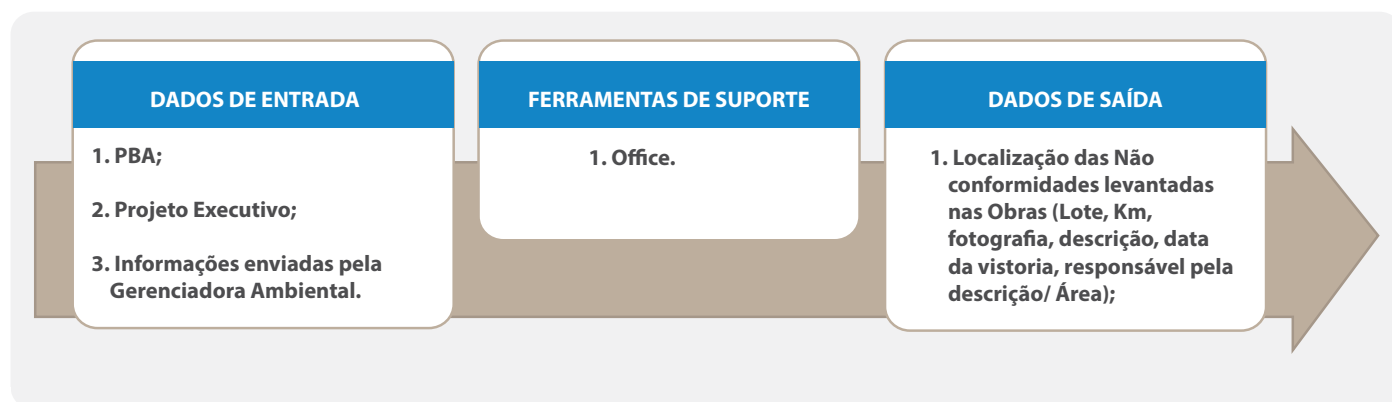 DADOS DE ENTRADA
1. PBA;
2. Projeto Executivo;
3. Informações enviadas pela
Gerenciadora Ambiental.
FERRAMENTAS DE SUPORTE
1. Office.
DADOS DE SAÍDA
1. Localização das Não
conformidades levantadas
nas Obras (Lote, Km,
fotografia, descrição, data
da vistoria, responsável pela
descrição/ Área);